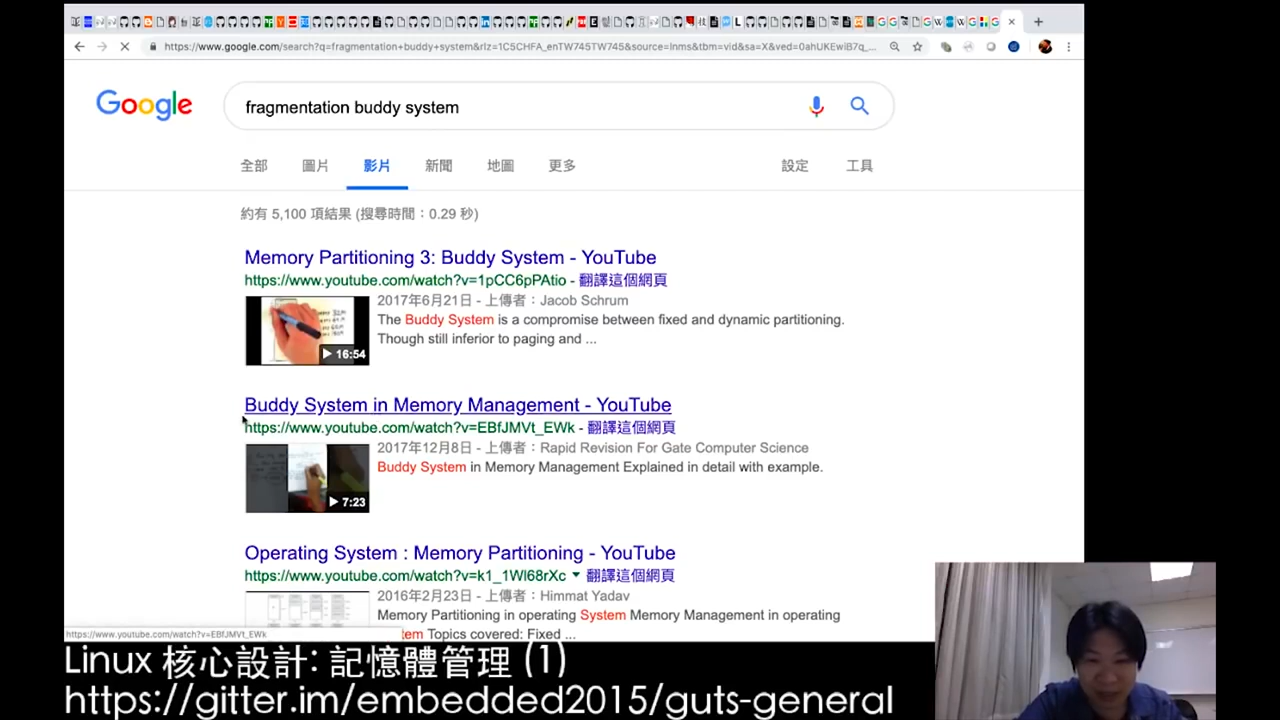 https://www.google.com/search?q=fragmentation+buddy+system&rlz=1C5CHFA_enTW745TW745&source=lnms&tbm=vid&sa=X&ved=0ahUKEwiB7q_...
Google
fragmentation buddy system
全部 圖片 影片 新聞 地圖 更多 設定 工具
約有 5,100 項結果 (搜尋時間：0.29 秒)
Memory Partitioning 3: Buddy System - YouTube
https://www.youtube.com/watch?v=1pCC6pPAtio - 翻譯這個網頁
2017年6月21日 - 上傳者：Jacob Schrum
The Buddy System is a compromise between fixed and dynamic partitioning.
Though still inferior to paging and ...
16:54
Buddy System in Memory Management - YouTube
https://www.youtube.com/watch?v=EBfJMVt_EWk - 翻譯這個網頁
2017年12月8日 - 上傳者：Rapid Revision For Gate Computer Science
Buddy System in Memory Management Explained in detail with example.
7:23
Operating System : Memory Partitioning - YouTube
https://www.youtube.com/watch?v=k1_1Wl68rXc 翻譯這個網頁
2016年2月23日 - 上傳者：Himmat Yadav
Memory Partitioning in operating System Memory Management in operating
tem Topics covered: Fixed ...
https://www.youtube.com/watch?v=EBfJMVt_EWk
Linux 核心設計: 記憶體管理 (1)
https://gitter.im/embedded2015/guts-general